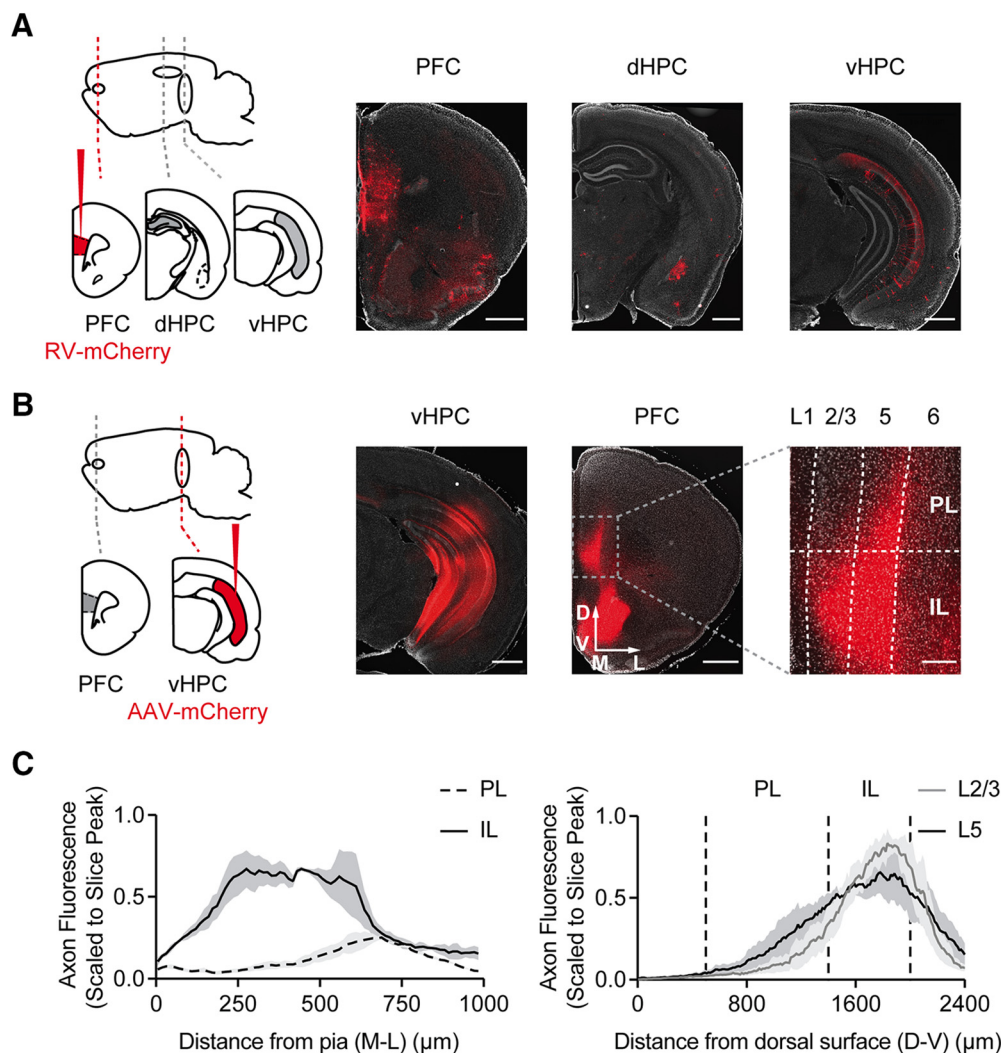 A
PFC dHPC vHPC
PFC dHPC vHPC
RV-mCherry
B
vHPC PFC L1 2/3 5 6
PL
IL
D
V
M L
PFC vHPC
AAV-mCherry
C
Axon Fluorescence
(Scaled to Slice Peak)
1.0
0.5
0.0
PL
IL
0 250 500 750 1000
Distance from pia (M-L) (µm)
Axon Fluorescence
(Scaled to Slice Peak)
1.0
0.5
0.0
PL IL
L2/3
L5
0 800 1600 2400
Distance from dorsal surface (D-V) (µm)